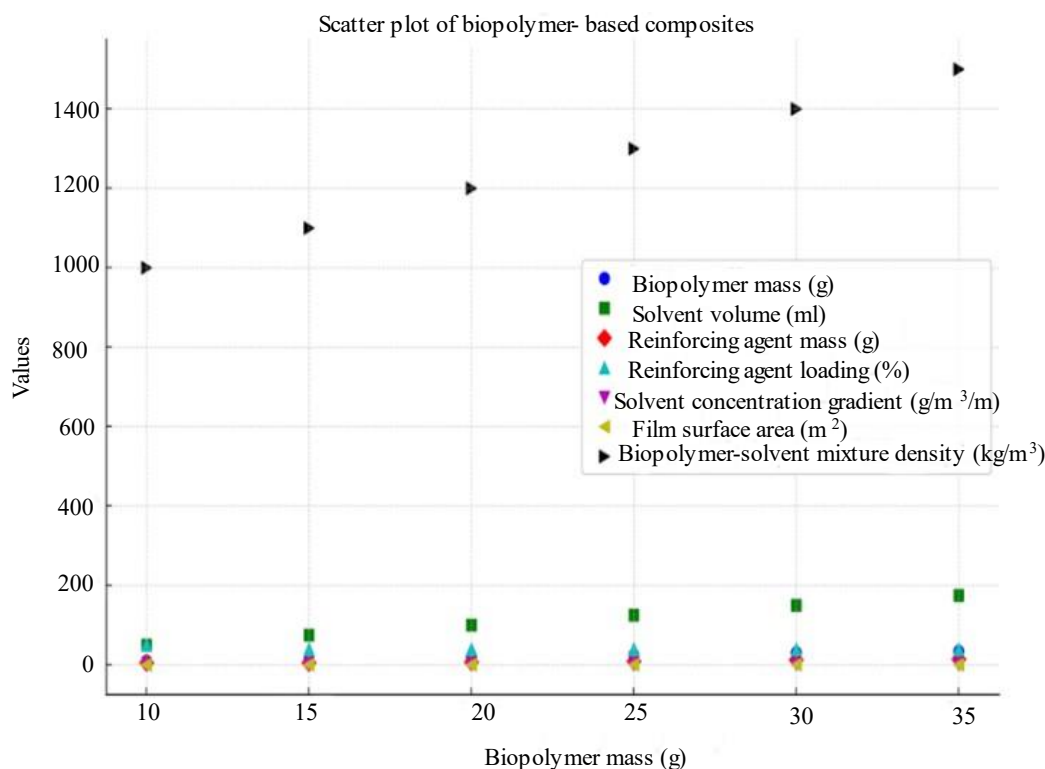 Scatter plot of biopolymer- based composites
1400
1200
1000
800
600
400
200
0
Values
Biopolymer mass (g)
Solvent volume (ml)
Reinforcing agent mass (g)
Reinforcing agent loading (%)
Solvent concentration gradient (g/m ³/m)
Film surface area (m ²)
Biopolymer-solvent mixture density (kg/m³)
10 15 20 25 30 35
Biopolymer mass (g)